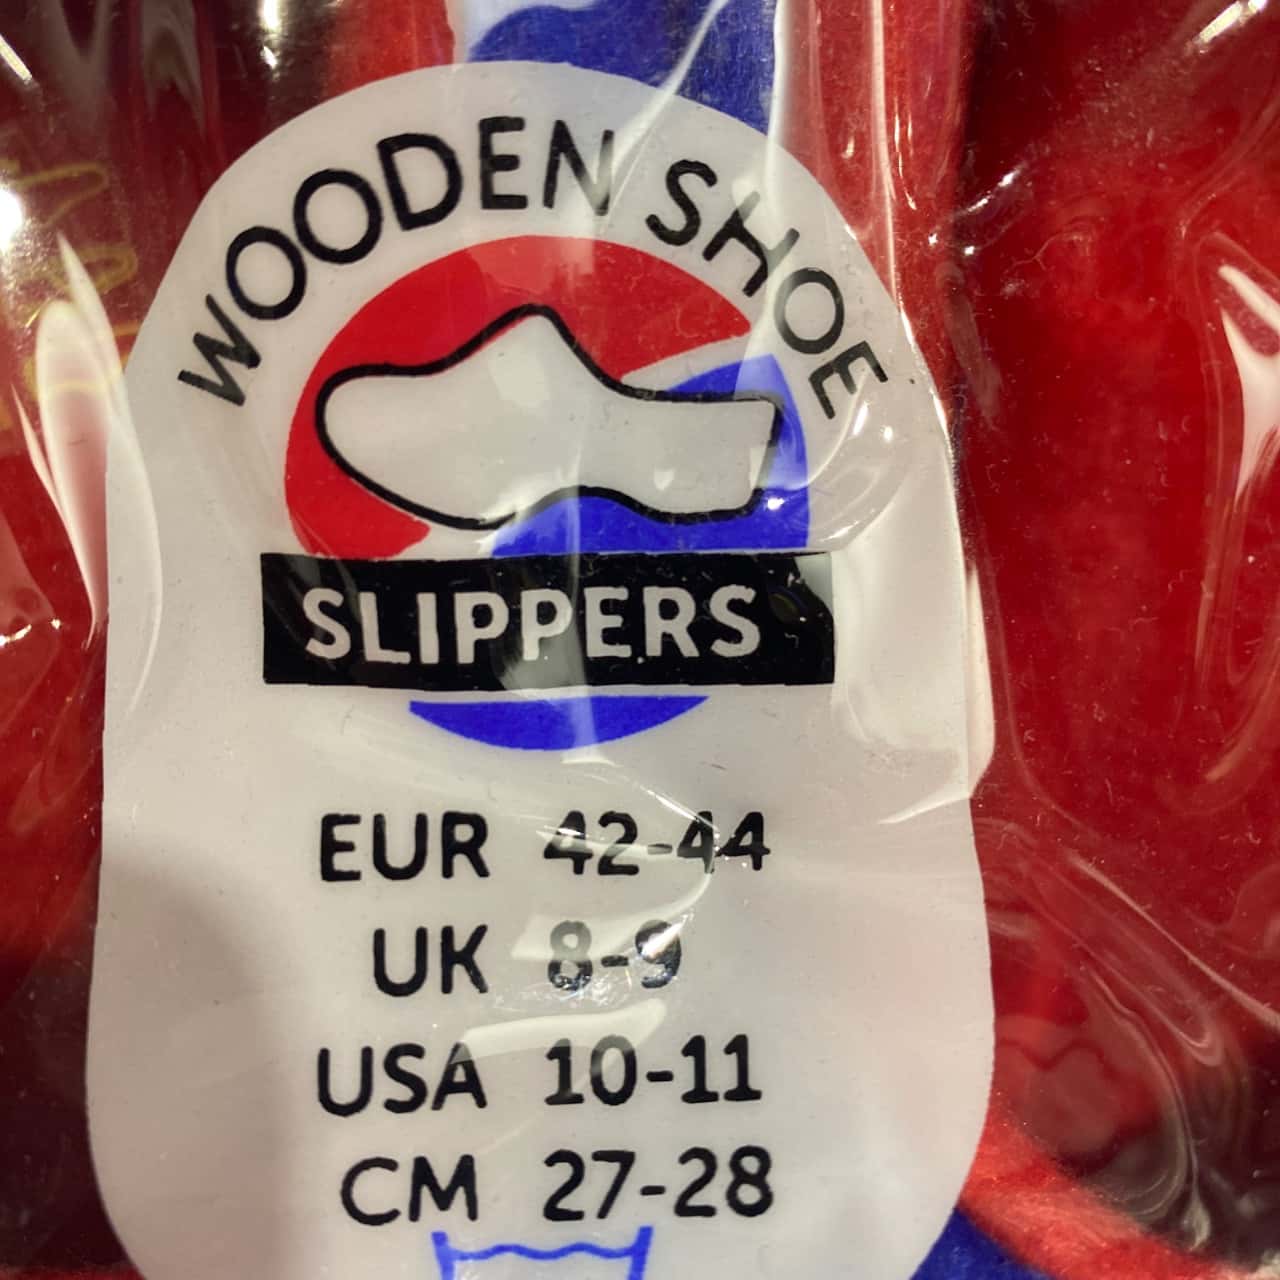 WOODEN SHOE
SLIPPERS
EUR 42-44
UK 8-9
USA 10-11
CM 27-28